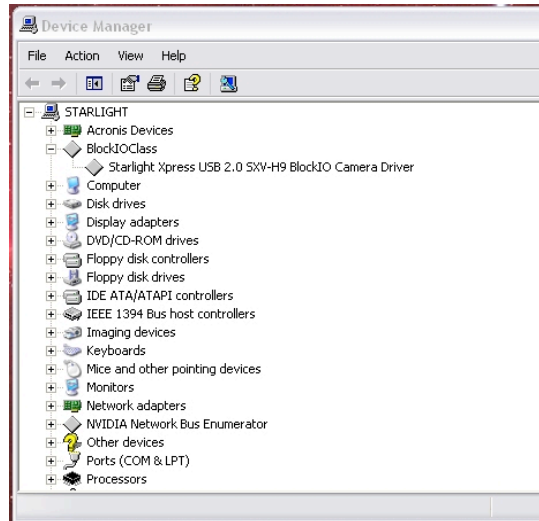 Device Manager
File Action View Help
STARLIGHT
Acronis Devices
BlockIOClass
Starlight Xpress USB 2.0 SXV-H9 BlockIO Camera Driver
Computer
Disk drives
Display adapters
DVD/CD-ROM drives
Floppy disk controllers
Floppy disk drives
IDE ATA/ATAPI controllers
IEEE 1394 Bus host controllers
Imaging devices
Keyboards
Mice and other pointing devices
Monitors
Network adapters
NVIDIA Network Bus Enumerator
Other devices
Ports (COM & LPT)
Processors